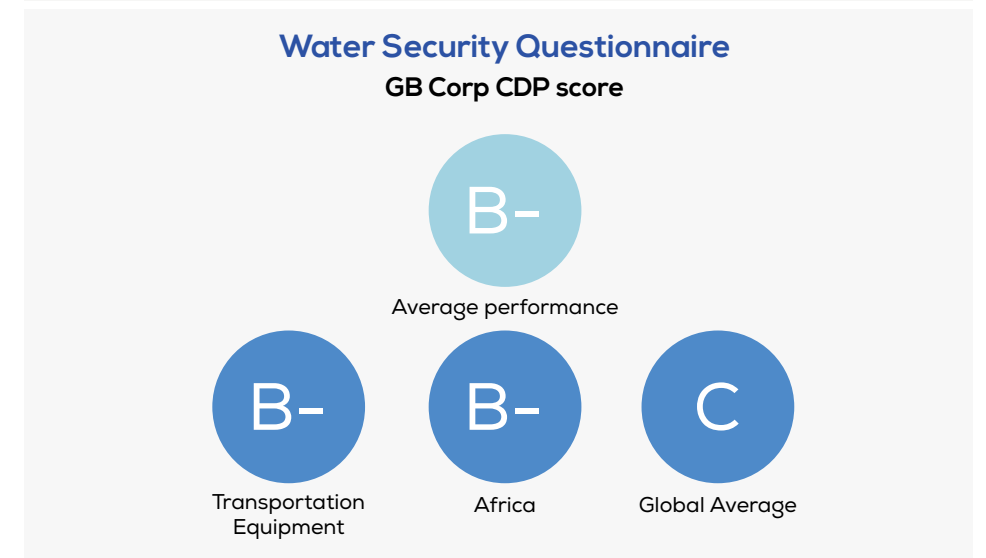 Water Security Questionnaire
GB Corp CDP score
B-
Average performance
B-
B-
C
Transportation
Equipment
Africa
Global Average